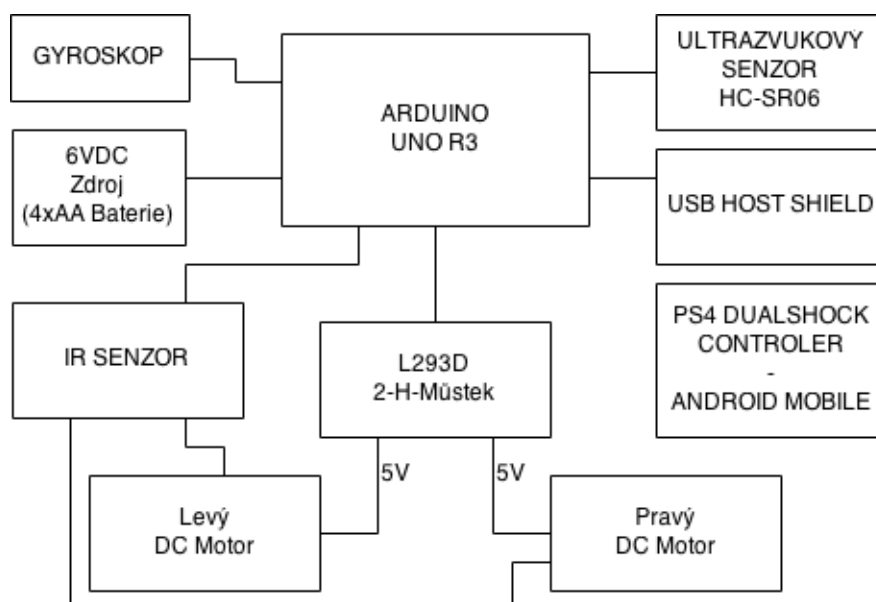 GYROSKOP
ARDUINO
UNO R3
ULTRAZVUKOVÝ
SENZOR
HC-SR06
6VDC
Zdroj
(4xAA Baterie)
USB HOST SHIELD
IR SENZOR
L293D
2-H-Můstek
PS4 DUALSHOCK
CONTROLER
-
ANDROID MOBILE
5V
5V
Levý
DC Motor
Pravý
DC Motor